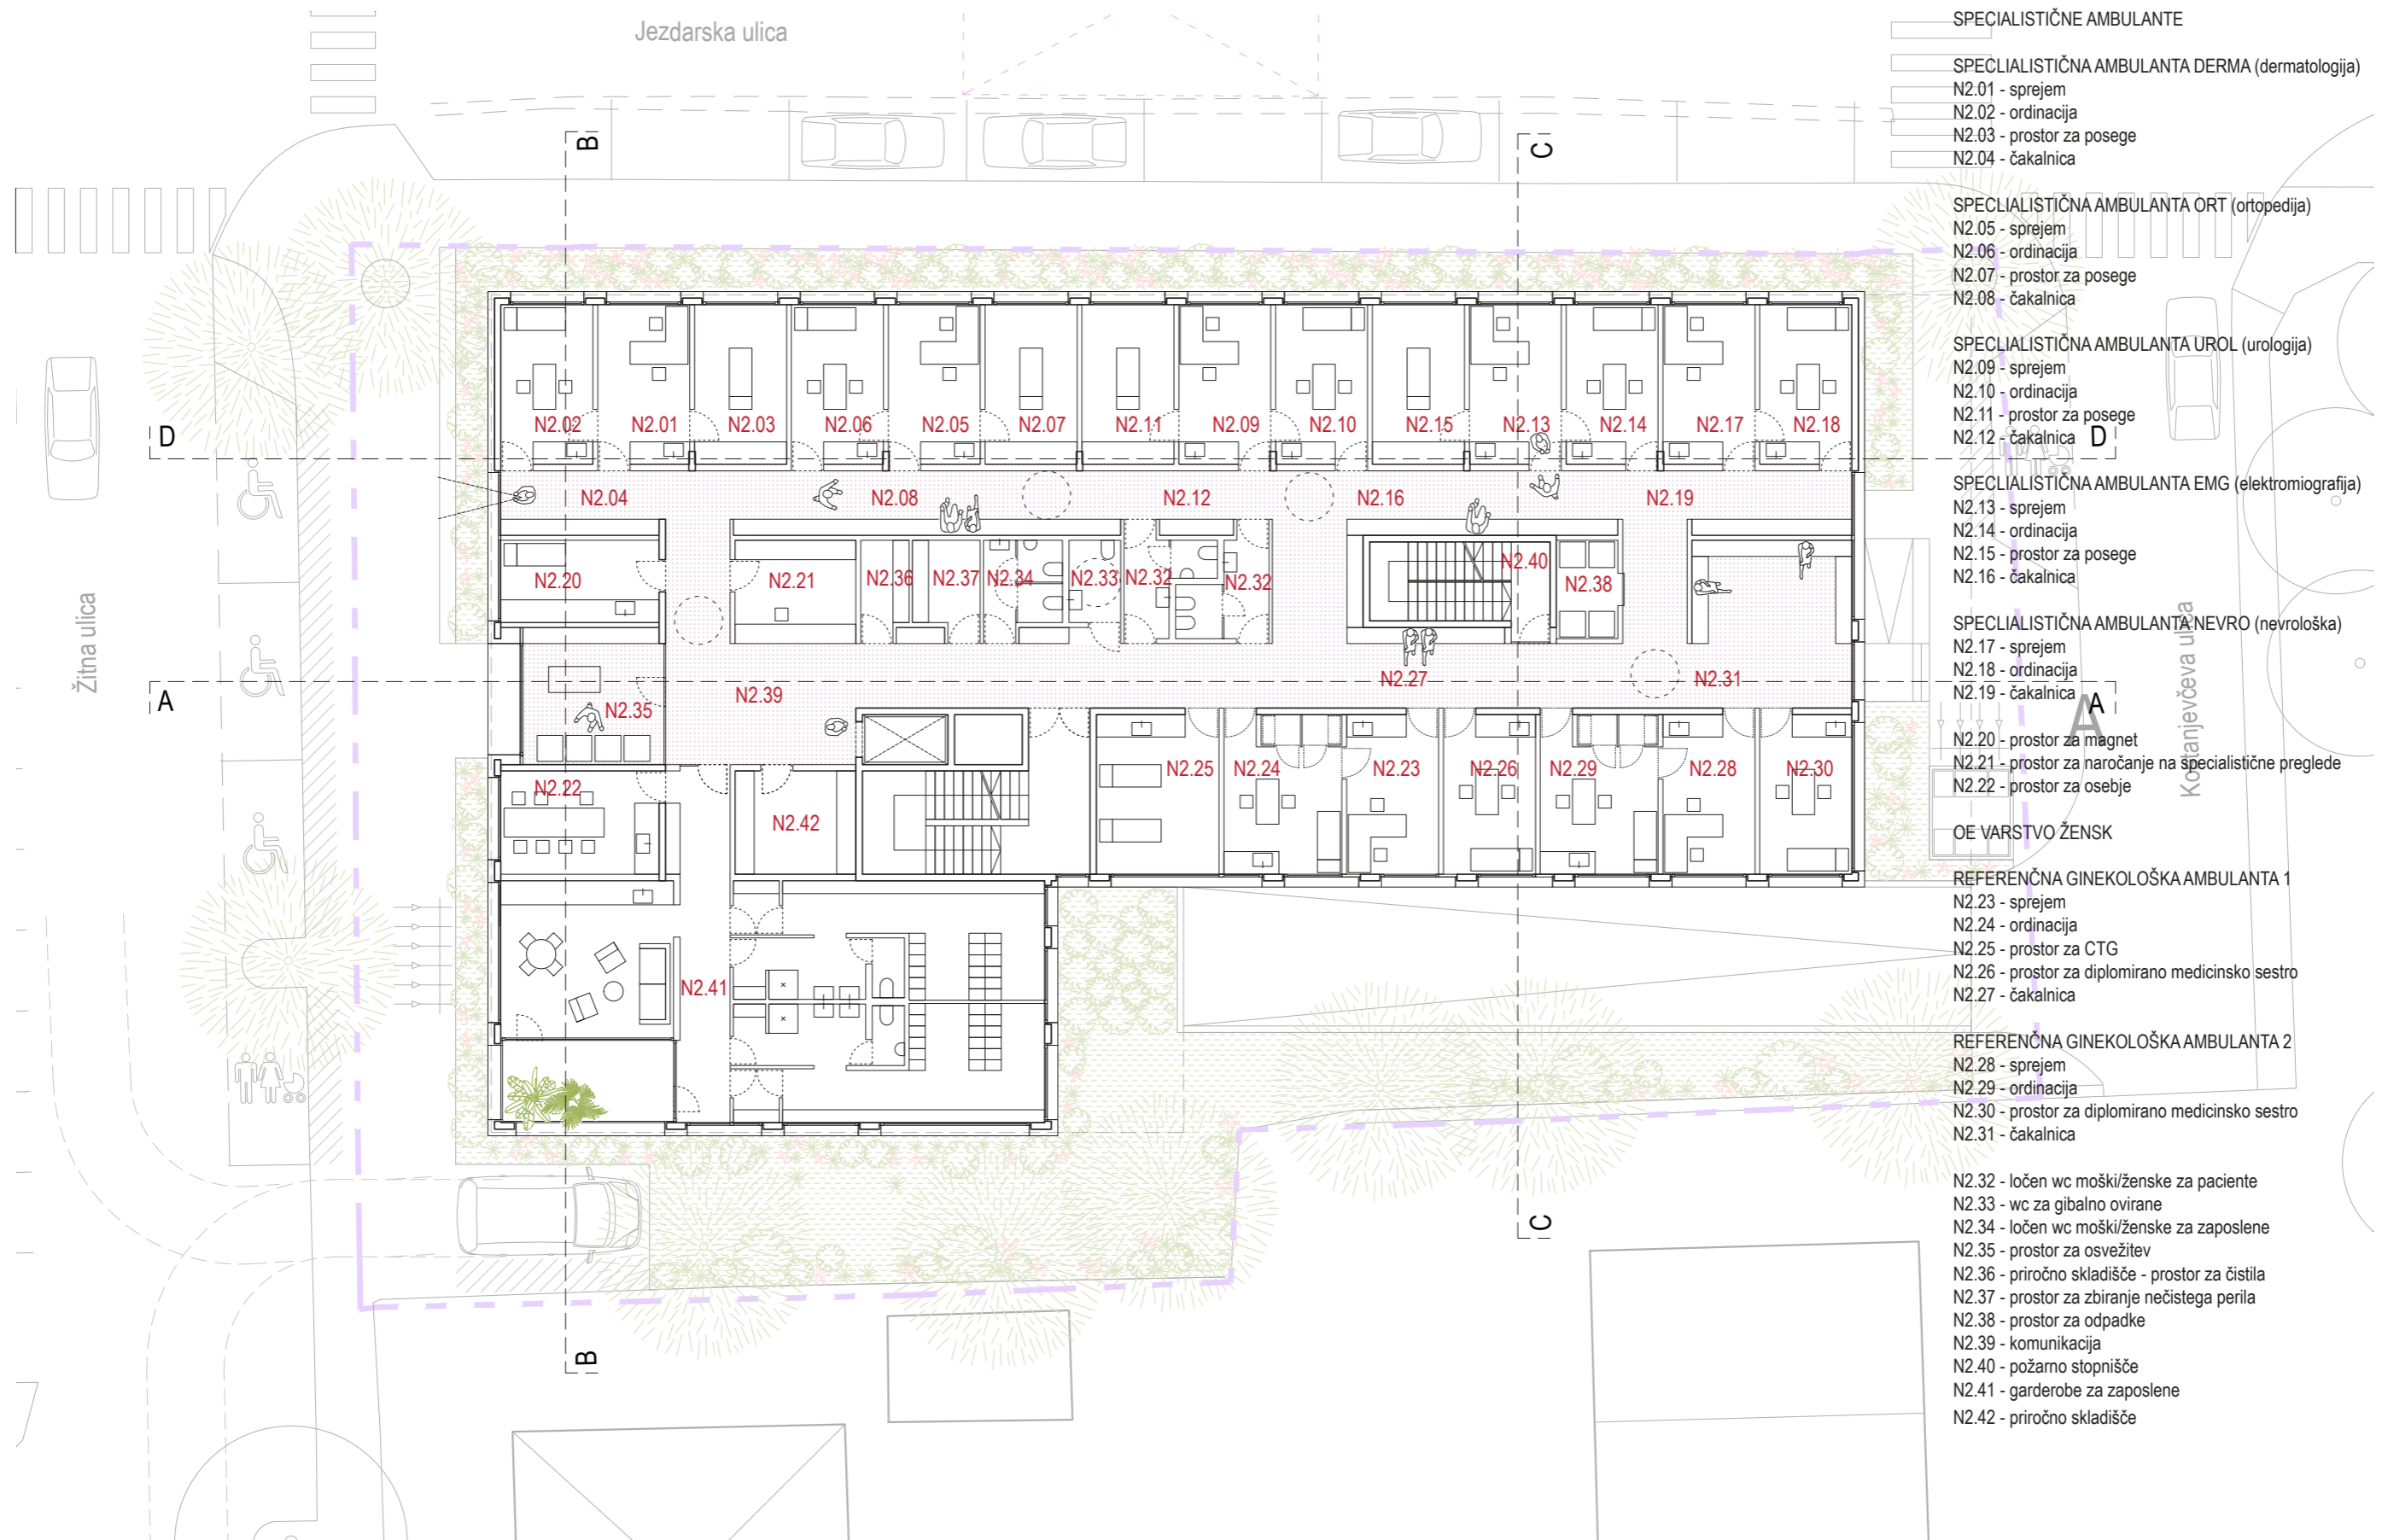 Jezdarska ulica
B
C
N2.02
N2.01
N2.03
N2.06
N2.05
N2.07
N2.11
N2.09
N2.10
N2.15
N2.13
N2.14
N2.17
N2.18
D
D
N2.04
N2.08
N2.12
N2.16
N2.19
N2.20
N2.21
N2.36
N2.37
N2.34
N2.33
N2.32
N2.32
N2.40
N2.38
Žitna ulica
Kostanjevčeva ulica
A
N2.35
N2.39
N2.27
N2.31
A
A
N2.22
N2.42
N2.25
N2.24
N2.23
N2.26
N2.29
N2.28
N2.30
N2.41
C
B
SPECIALISTIČNE AMBULANTE
SPECLIALISTIČNA AMBULANTA DERMA (dermatologija)
N2.01 - sprejem
N2.02 - ordinacija
N2.03 - prostor za posege
N2.04 - čakalnica
SPECLIALISTIČNA AMBULANTA ORT (ortopedija)
N2.05 - sprejem
N2.06 - ordinacija
N2.07 - prostor za posege
N2.08 - čakalnica
SPECLIALISTIČNA AMBULANTA UROL (urologija)
N2.09 - sprejem
N2.10 - ordinacija
N2.11 - prostor za posege
N2.12 - čakalnica
SPECLIALISTIČNA AMBULANTA EMG (elektromiografija)
N2.13 - sprejem
N2.14 - ordinacija
N2.15 - prostor za posege
N2.16 - čakalnica
SPECLIALISTIČNA AMBULANTA NEVRO (nevrološka)
N2.17 - sprejem
N2.18 - ordinacija
N2.19 - čakalnica
N2.20 - prostor za magnet
N2.21 - prostor za naročanje na specialistične preglede
N2.22 - prostor za osebje
OE VARSTVO ŽENSK
REFERENČNA GINEKOLOŠKA AMBULANTA 1
N2.23 - sprejem
N2.24 - ordinacija
N2.25 - prostor za CTG
N2.26 - prostor za diplomirano medicinsko sestro
N2.27 - čakalnica
REFERENČNA GINEKOLOŠKA AMBULANTA 2
N2.28 - sprejem
N2.29 - ordinacija
N2.30 - prostor za diplomirano medicinsko sestro
N2.31 - čakalnica
N2.32 - ločen wc moški/ženske za paciente
N2.33 - wc za gibalno ovirane
N2.34 - ločen wc moški/ženske za zaposlene
N2.35 - prostor za osvežitev
N2.36 - priročno skladišče - prostor za čistila
N2.37 - prostor za zbiranje nečistega perila
N2.38 - prostor za odpadke
N2.39 - komunikacija
N2.40 - požarno stopnišče
N2.41 - garderobe za zaposlene
N2.42 - priročno skladišče